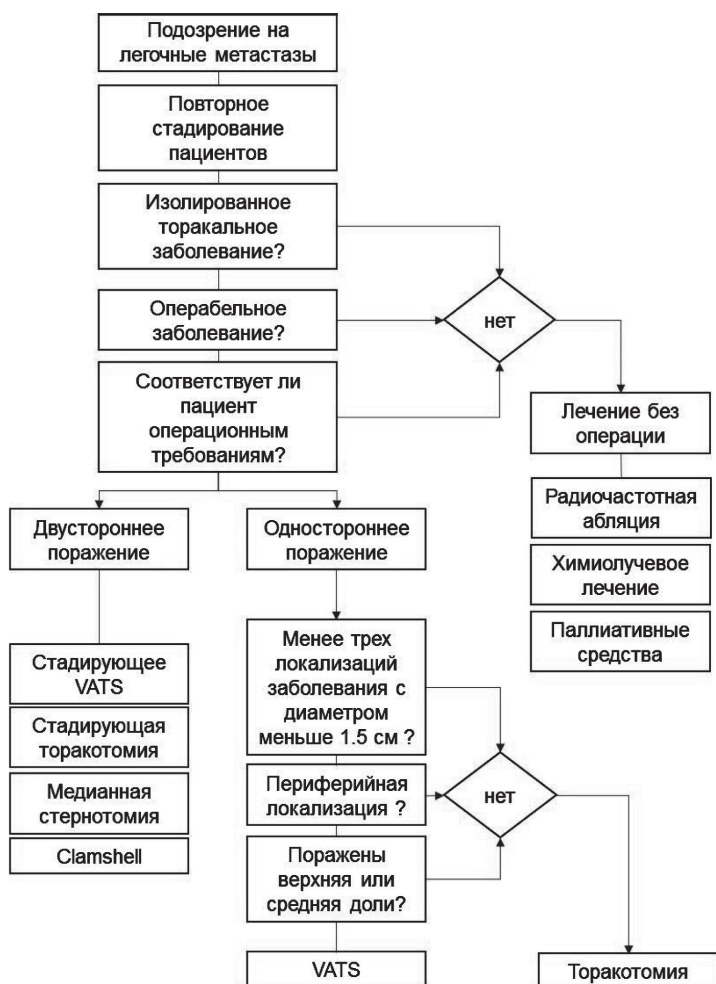 Подозрение на
легочные метастазы
Повторное
стадирование
пациентов
Изолированное
торакальное
заболевание?
Операбельное
заболевание?
нет
Соответствует ли
пациент
операционным
требованиям?
Лечение без
операции
Радиочастотная
абляция
Химиолучевое
лечение
Паллиативные
средства
Двустороннее
поражение
Одностороннее
поражение
Стадирующее
VATS
Стадирующая
торакотомия
Медианная
стернотомия
Clamshell
Менее трех
локализаций
заболевания с
диаметром
меньше 1.5 см ?
Периферийная
локализация ?
нет
Поражены
верхняя или
средняя доли?
VATS
Торакотомия